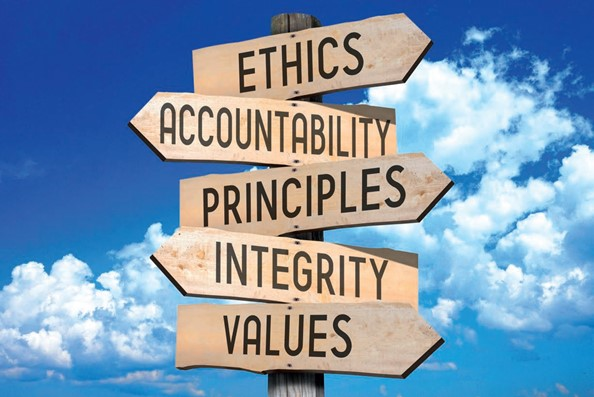 ETHICS
ACCOUNTABILITY
PRINCIPLES
INTEGRITY
VALUES